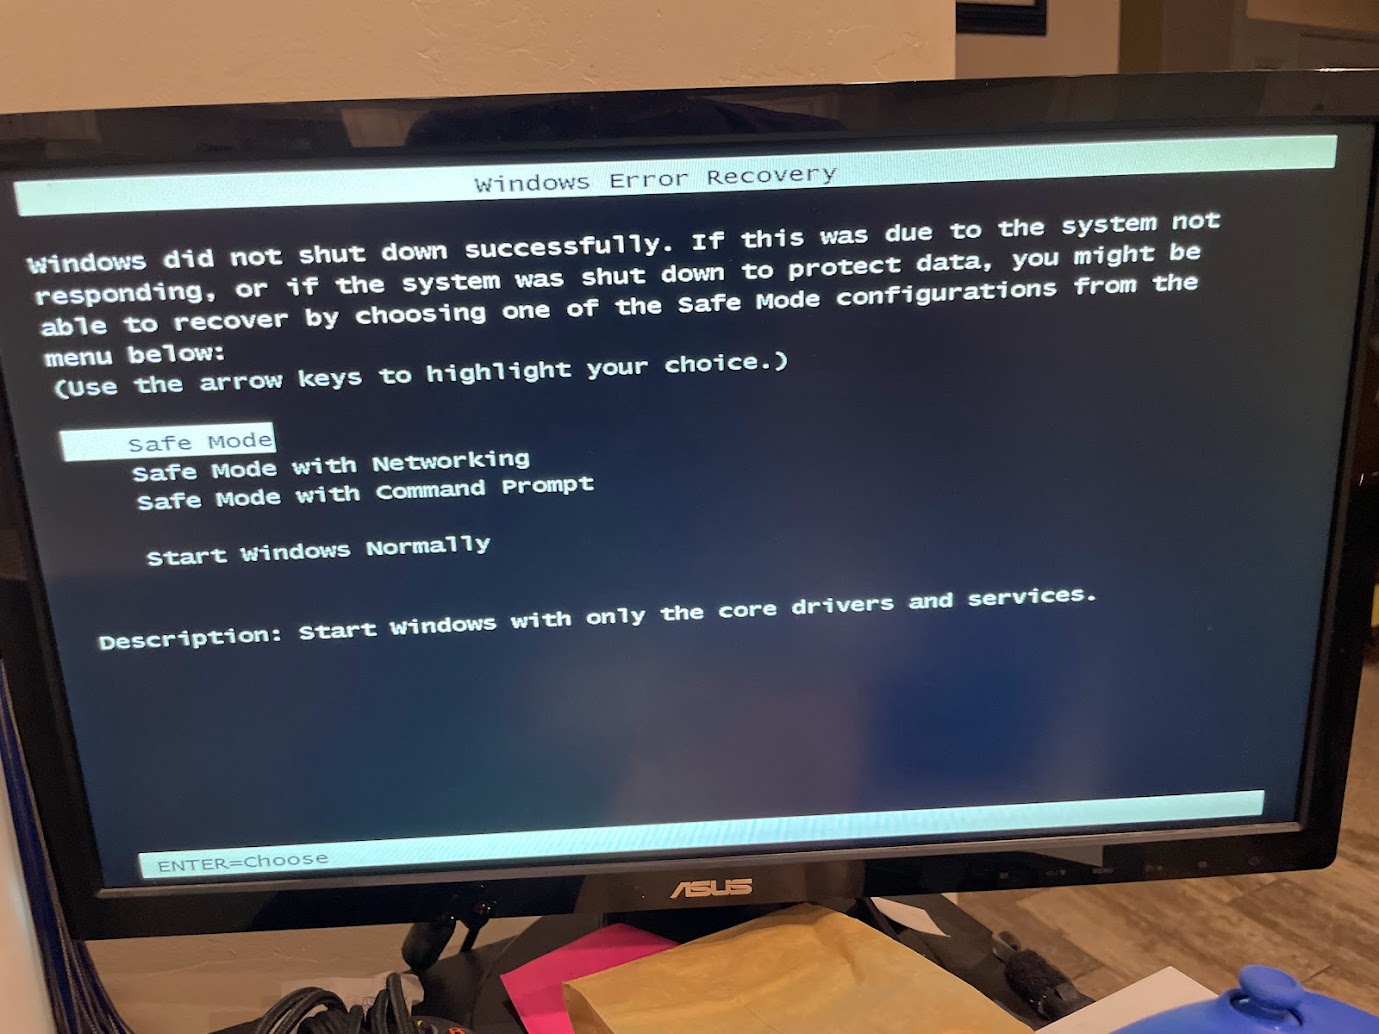 Windows Error Recovery
Windows did not shut down successfully. If this was due to the system not
responding, or if the system was shut down to protect data, you might be
able to recover by choosing one of the Safe Mode configurations from the
menu below:
(Use the arrow keys to highlight your choice.)
Safe Mode
Safe Mode with Networking
Safe Mode with Command Prompt
Start Windows Normally
Description: Start Windows with only the core drivers and services.
ENTER=Choose
ASUS